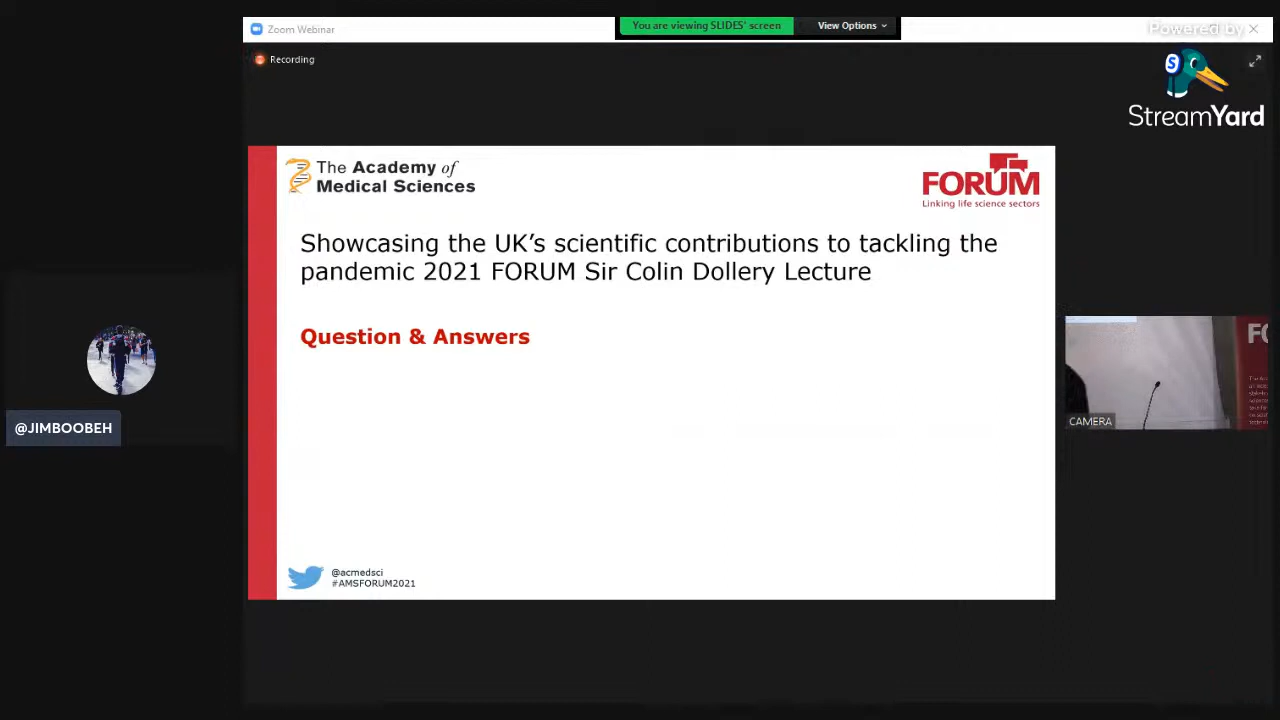 Zoom Webinar
You are viewing SLIDES' screen
View Options
Powered by
Recording
StreamYard
The Academy of
Medical Sciences
FORUM
Linking life science sectors
Showcasing the UK's scientific contributions to tackling the
pandemic 2021 FORUM Sir Colin Dollery Lecture
Question & Answers
@JIMBOOBEH
CAMERA
@acmedsci
#AMSFORUM2021